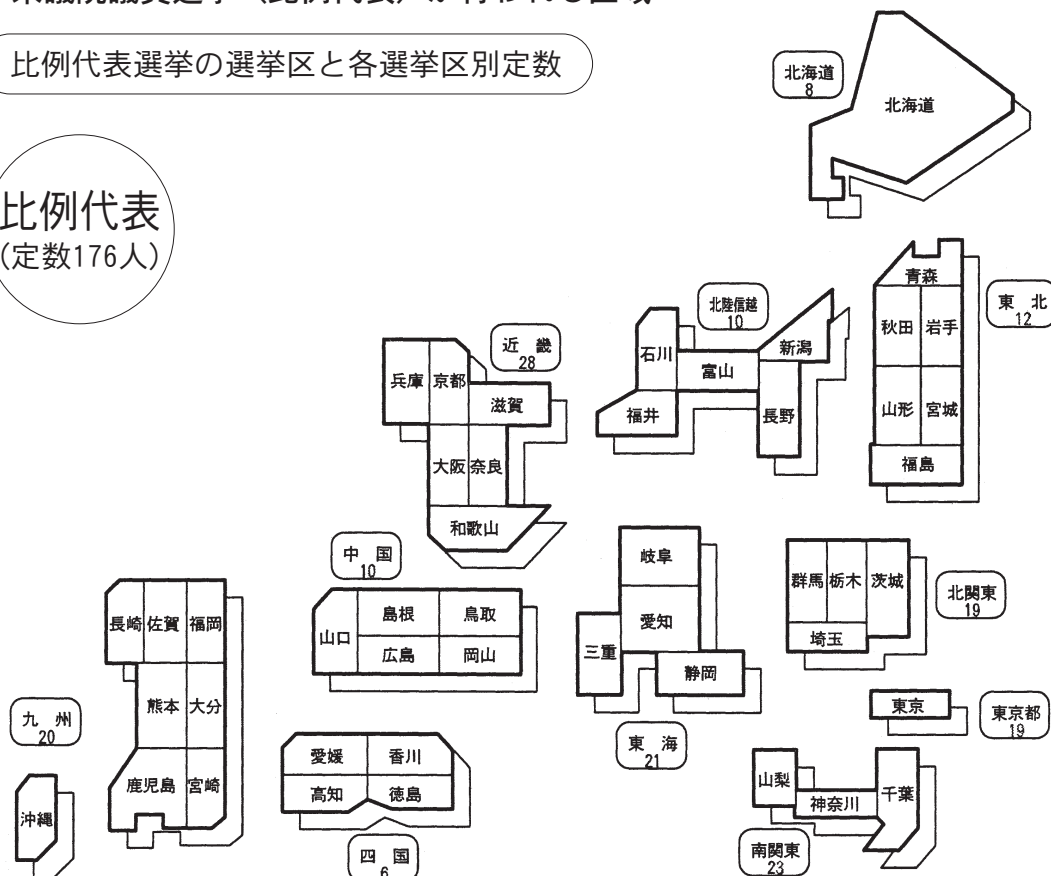 比例代表選挙の選挙区と各選挙区別定数
比例代表
(定数176人)
北海道
8
北海道
東 北
12
青森
秋田 岩手
山形 宮城
福島
北陸信越
10
石川
富山
新潟
福井
長野
近 畿
28
兵庫 京都
滋賀
大阪 奈良
和歌山
中 国
10
山口
島根 鳥取
広島 岡山
岐阜
愛知
三重
静岡
東 海
21
群馬 栃木 茨城
埼玉
北関東
19
東京
東京都
19
山梨
神奈川
千葉
南関東
23
愛媛 香川
高知 徳島
四 国
6
長崎 佐賀 福岡
熊本 大分
鹿児島 宮崎
九 州
20
沖縄